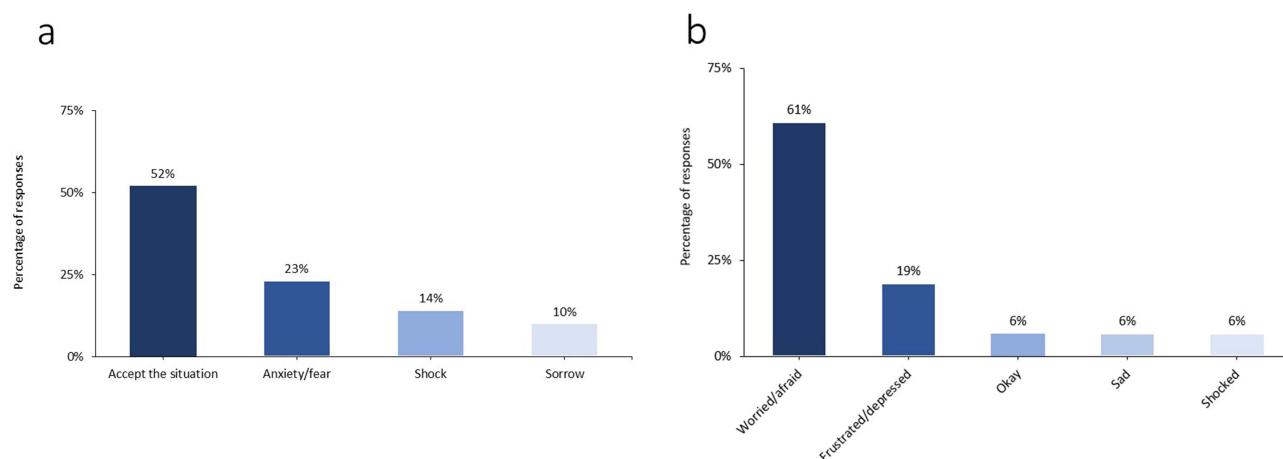 a
Percentage of responses
75%
50%
25%
0%
52%
23%
14%
10%
Accept the situation
Anxiety/fear
Shock
Sorrow
b
Percentage of responses
75%
50%
25%
0%
61%
19%
6%
6%
6%
Worried/afraid
Frustrated/depressed
Okay
Sad
Shocked